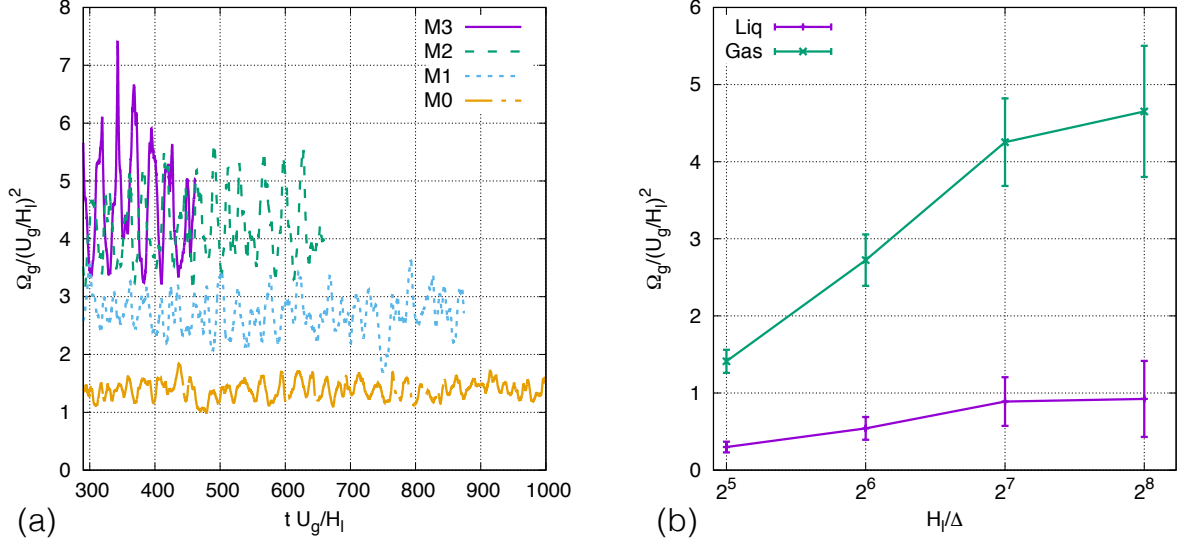 8
7
6
5
4
3
2
1
0
Ω_g/(U_g/H_l)^2
M3
M2
M1
M0
300 400 500 600 700 800 900 1000
t U_g/H_l
(a)
6
5
4
3
2
1
0
Ω_g/(U_g/H_l)^2
Liq
Gas
2^5 2^6 2^7 2^8
H_l/Δ
(b)